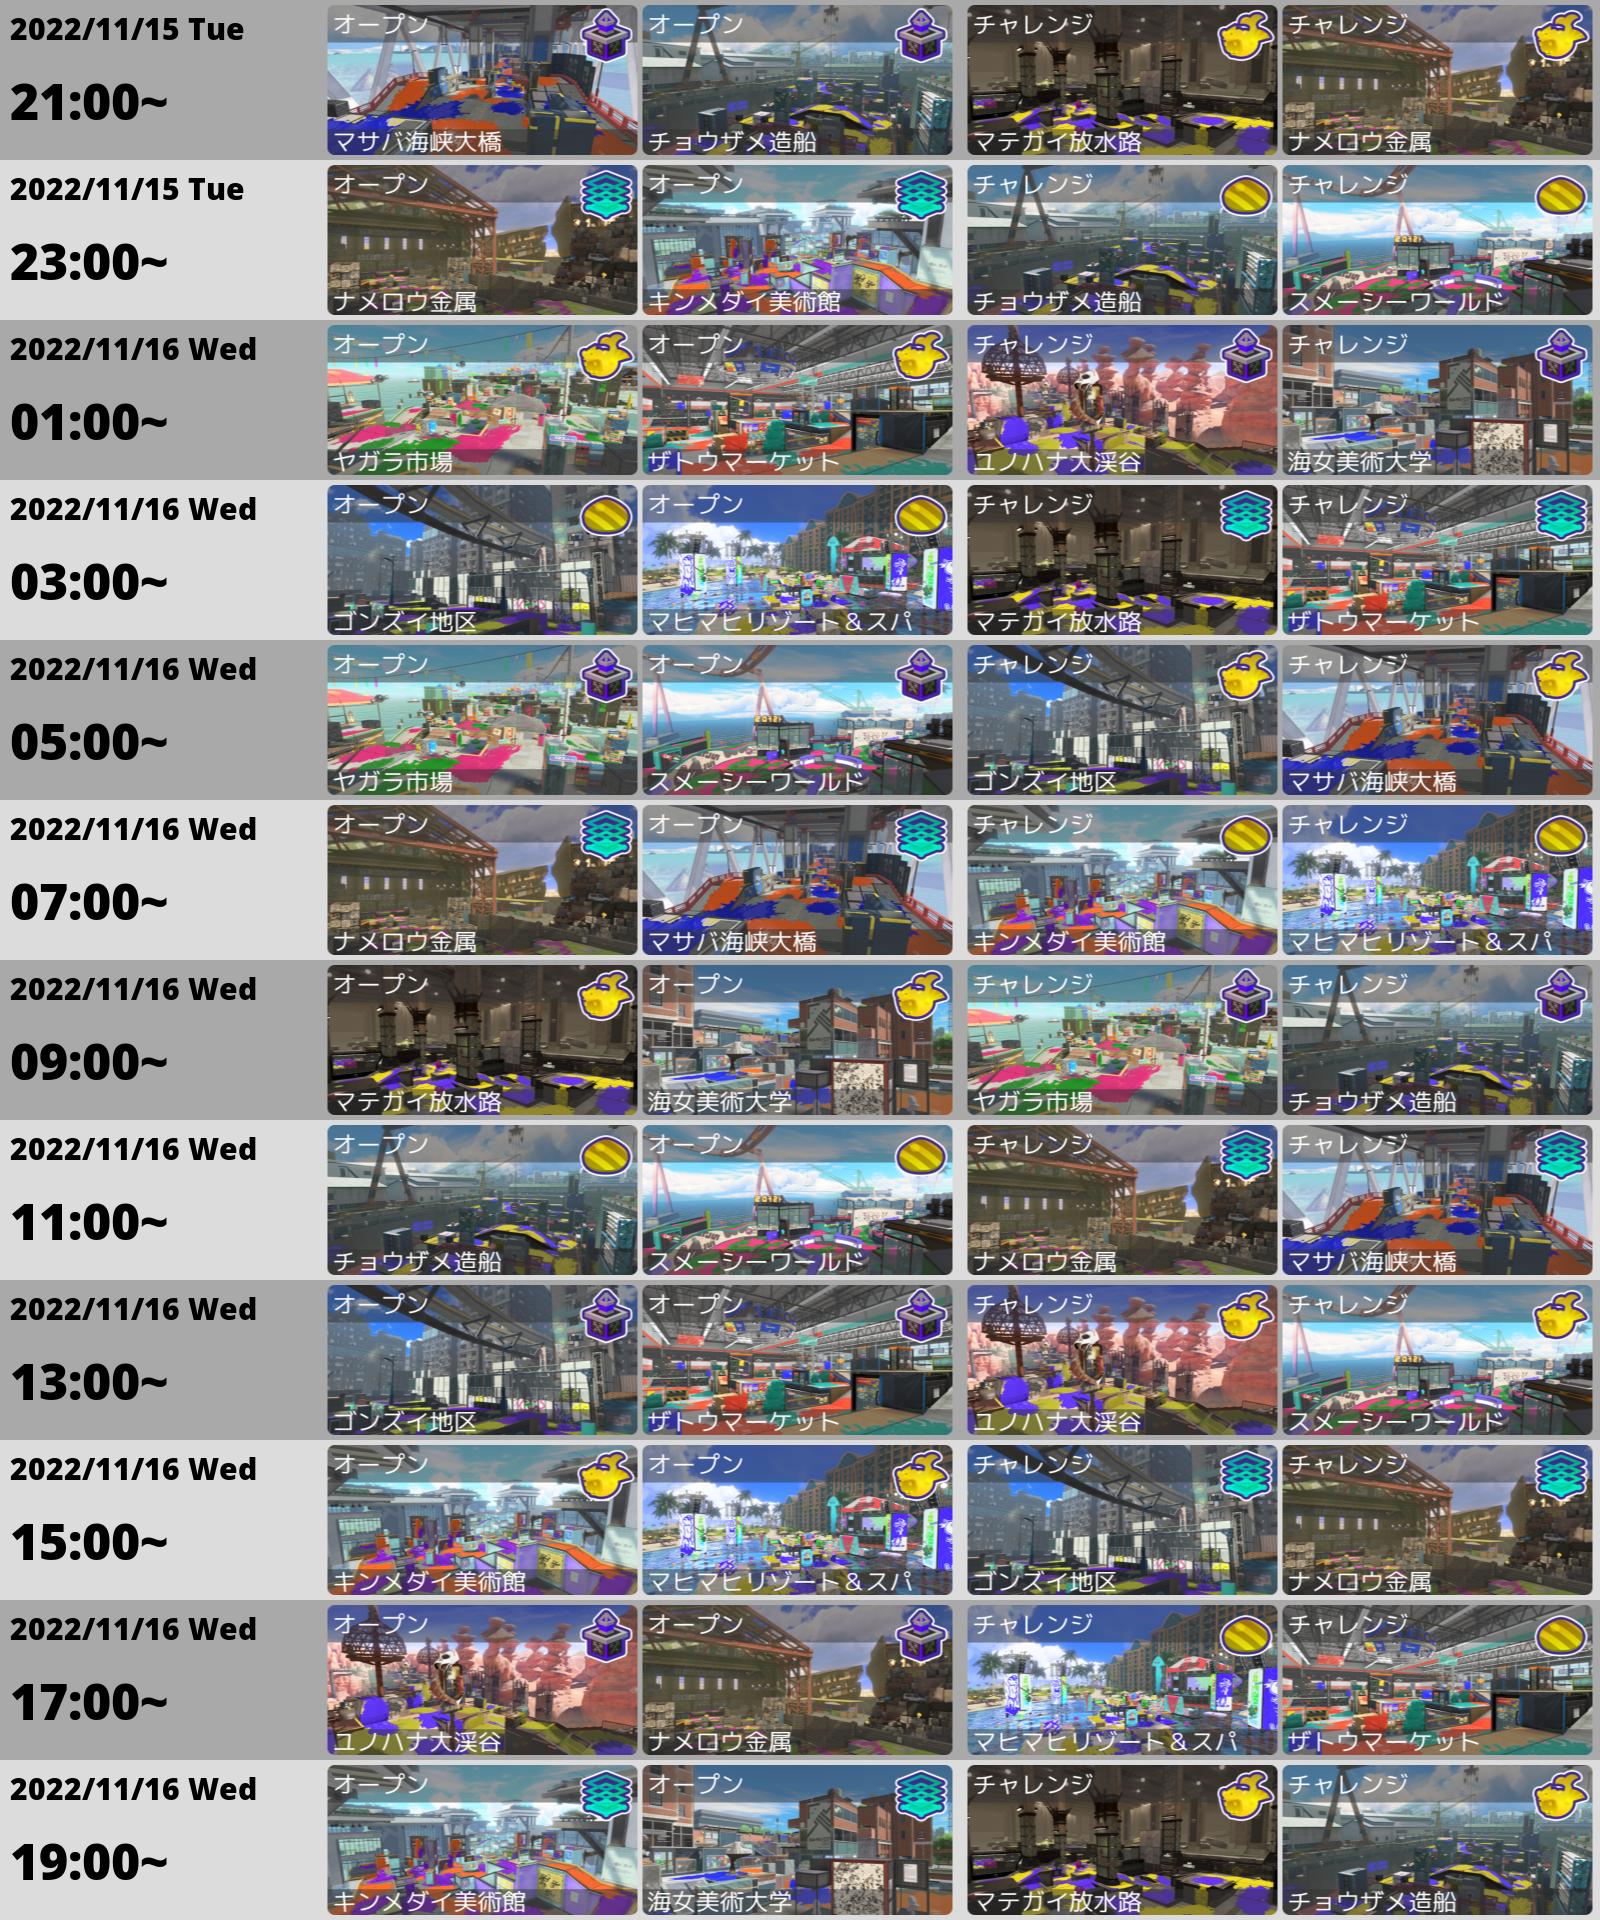 2022/11/15 Tue
21:00~
オープン
マサバ海峡大橋
オープン
チョウザメ造船
チャレンジ
マテガイ放水路
チャレンジ
ナメロウ金属
2022/11/15 Tue
23:00~
オープン
ナメロウ金属
オープン
キンメダイ美術館
チャレンジ
チョウザメ造船
チャレンジ
スメーシーワールド
2022/11/16 Wed
01:00~
オープン
ヤガラ市場
オープン
ザトウマーケット
チャレンジ
ユノハナ大渓谷
チャレンジ
海女美術大学
2022/11/16 Wed
03:00~
オープン
ゴンズイ地区
オープン
マヒマヒリゾート&スパ
チャレンジ
マテガイ放水路
チャレンジ
ザトウマーケット
2022/11/16 Wed
05:00~
オープン
ヤガラ市場
オープン
スメーシーワールド
チャレンジ
ゴンズイ地区
チャレンジ
マサバ海峡大橋
2022/11/16 Wed
07:00~
オープン
ナメロウ金属
オープン
マサバ海峡大橋
チャレンジ
キンメダイ美術館
チャレンジ
マヒマヒリゾート&スパ
2022/11/16 Wed
09:00~
オープン
マテガイ放水路
オープン
海女美術大学
チャレンジ
ヤガラ市場
チャレンジ
チョウザメ造船
2022/11/16 Wed
11:00~
オープン
チョウザメ造船
オープン
スメーシーワールド
チャレンジ
ナメロウ金属
チャレンジ
マサバ海峡大橋
2022/11/16 Wed
13:00~
オープン
ゴンズイ地区
オープン
ザトウマーケット
チャレンジ
ユノハナ大渓谷
チャレンジ
スメーシーワールド
2022/11/16 Wed
15:00~
オープン
キンメダイ美術館
オープン
マヒマヒリゾート&スパ
チャレンジ
ゴンズイ地区
チャレンジ
ナメロウ金属
2022/11/16 Wed
17:00~
オープン
ユノハナ大渓谷
オープン
ナメロウ金属
チャレンジ
マヒマヒリゾート&スパ
チャレンジ
ザトウマーケット
2022/11/16 Wed
19:00~
オープン
キンメダイ美術館
オープン
海女美術大学
チャレンジ
マテガイ放水路
チャレンジ
チョウザメ造船